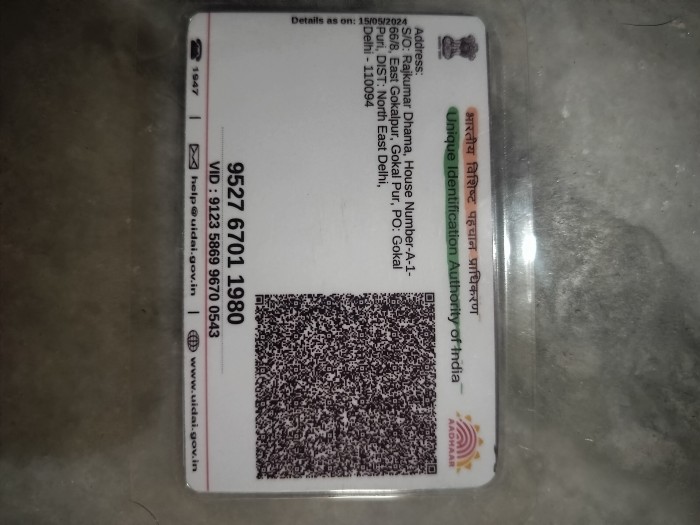 भारतीय विशिष्ट पहचान प्राधिकरण
Unique Identification Authority of India
AADHAAR
Details as on: 15/05/2024
Address:
S/O: Rajkumar Dhama, House Number-A-1-
66/8, East Gokalpur, Gokal Pur, PO: Gokal
Puri, DIST: North East Delhi,
Delhi - 110094
9527 6701 1980
VID : 9123 5869 9670 0543
1947 | help@uidai.gov.in | www.uidai.gov.in